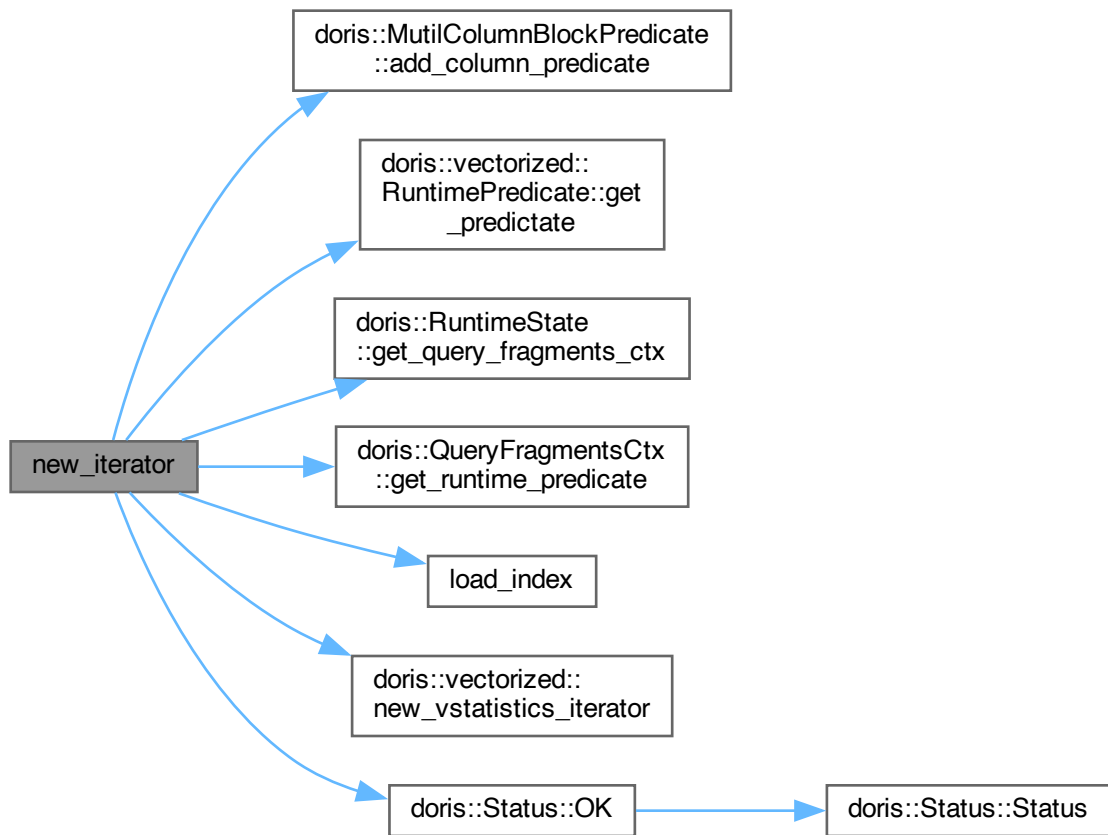 doris::MutilColumnBlockPredicate
::add_column_predicate
doris::vectorized::
RuntimePredicate::get
_predictate
doris::RuntimeState
::get_query_fragments_ctx
new_iterator
doris::QueryFragmentsCtx
::get_runtime_predicate
load_index
doris::vectorized::
new_vstatistics_iterator
doris::Status::OK
doris::Status::Status